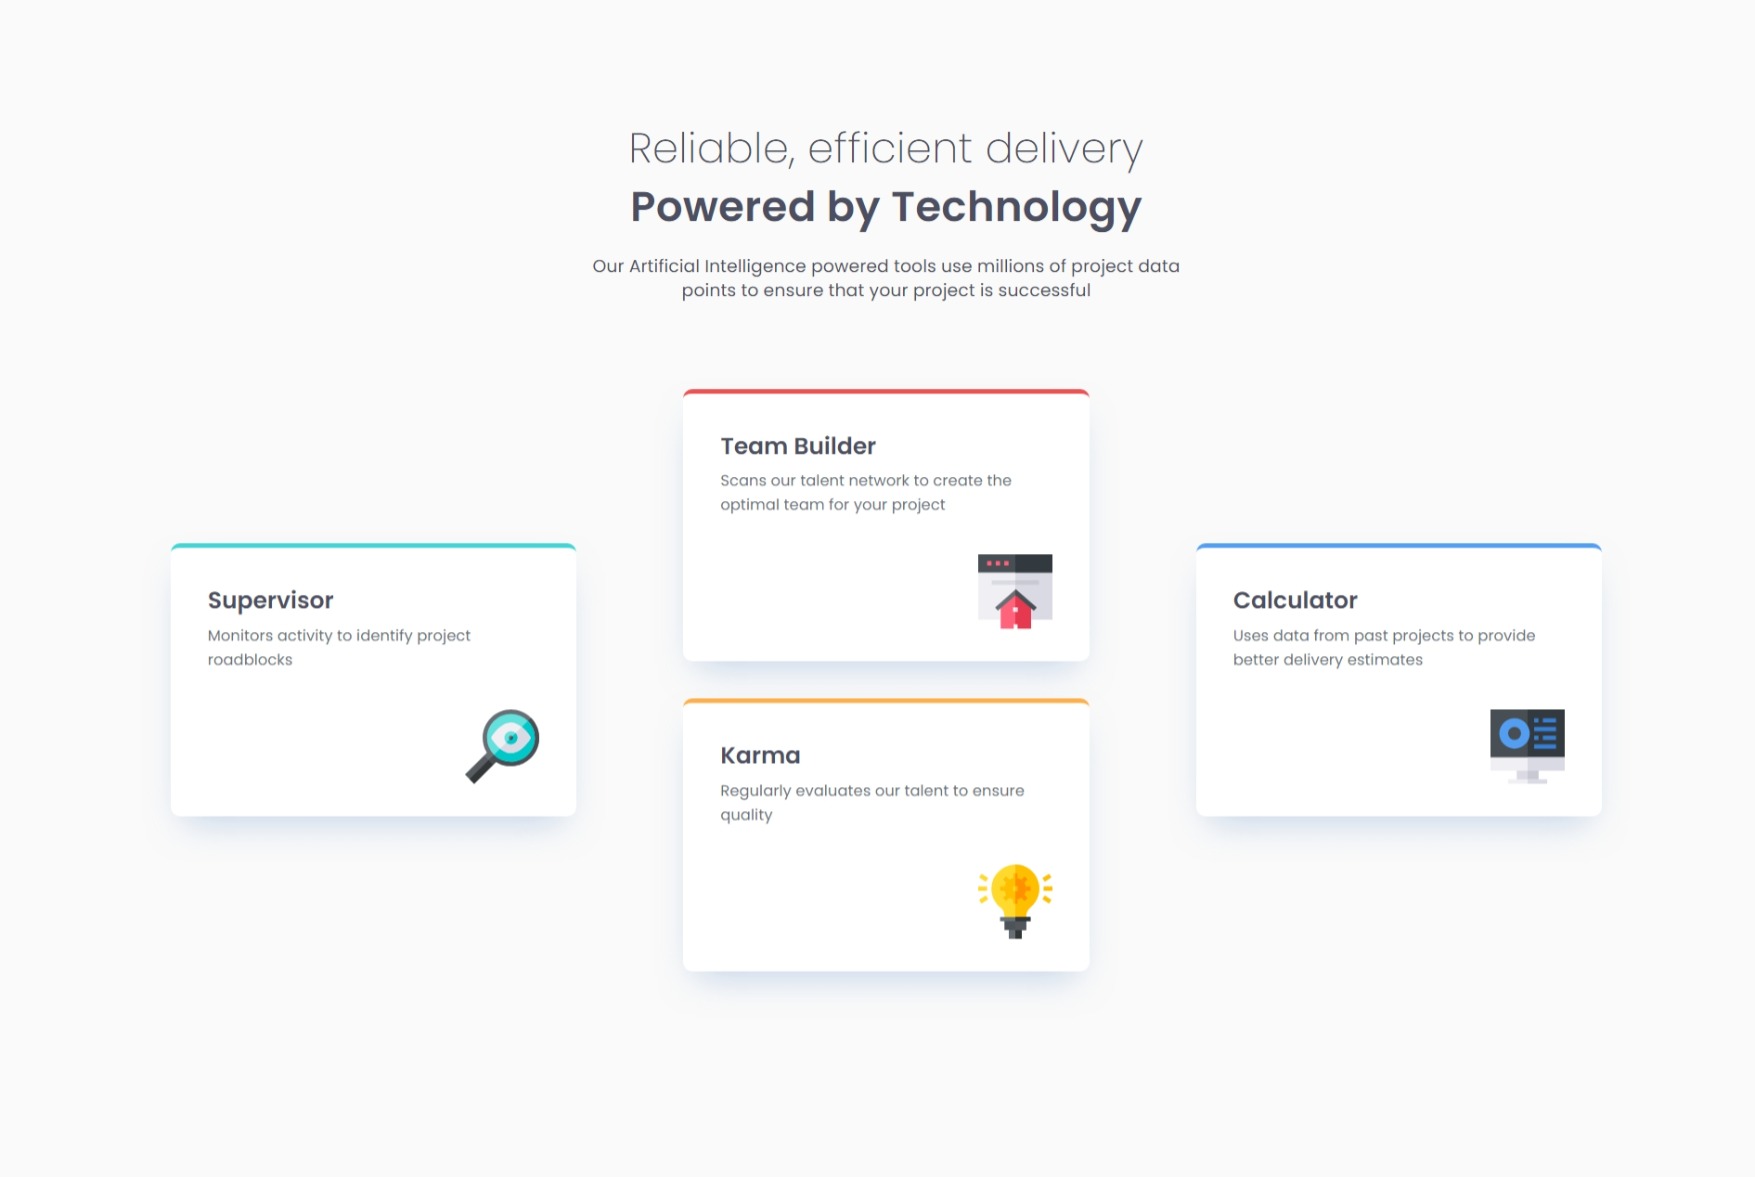 Reliable, efficient delivery
Powered by Technology
Our Artificial Intelligence powered tools use millions of project data
points to ensure that your project is successful
Supervisor
Monitors activity to identify project
roadblocks
Team Builder
Scans our talent network to create the
optimal team for your project
Karma
Regularly evaluates our talent to ensure
quality
Calculator
Uses data from past projects to provide
better delivery estimates